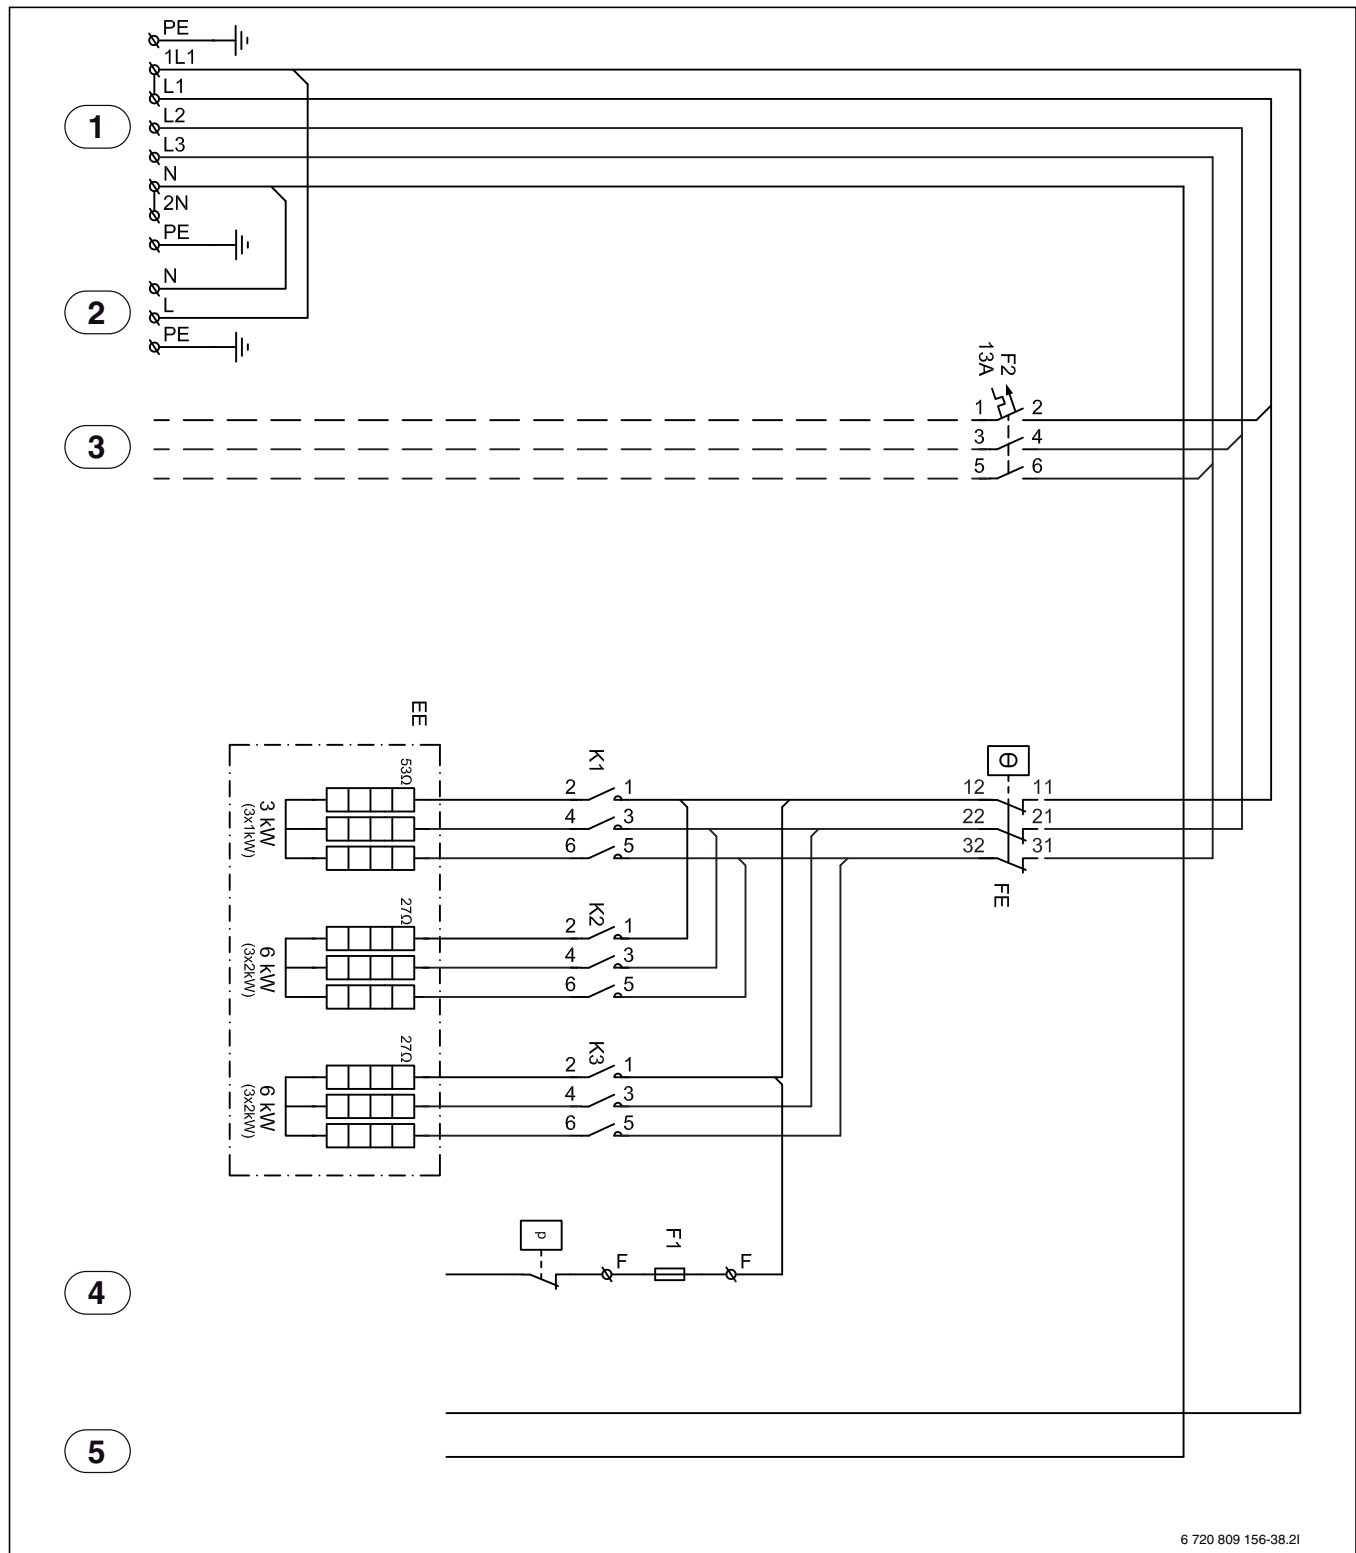 PE
1L1
L1
1
L2
L3
N
2N
PE
N
2
L
PE
F2
13A
1 2
3
3 4
5 6
EE
K1
53Ω
3 kW
(3x1kW)
2 1
4 3
6 5
Θ
12 11
22 21
32 31
FE
K2
27Ω
6 kW
(3x2kW)
2 1
4 3
6 5
K3
27Ω
6 kW
(3x2kW)
2 1
4 3
6 5
p
F
F1
F
4
5
6 720 809 156-38.2I